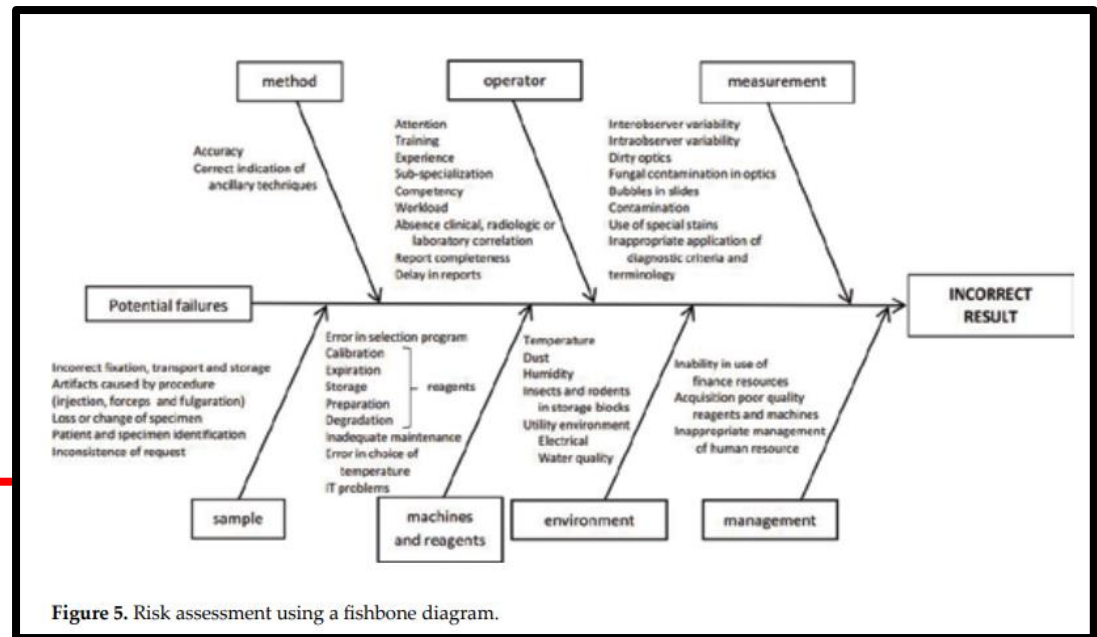 method
operator
measurement
Accuracy
Correct indication of
ancillary techniques
Attention
Training
Experience
Sub-specialization
Competency
Workload
Absence clinical, radiologic or
laboratory correlation
Report completeness
Delay in reports
Interobserver variability
Intraobserver variability
Dirty optics
Fungal contamination in optics
Bubbles in slides
Contamination
Use of special stains
Inappropriate application of
diagnostic criteria and
terminology
Potential failures
INCORRECT
RESULT
Incorrect fixation, transport and storage
Artifacts caused by procedure
(injection, forceps and fulguration)
Loss or change of specimen
Patient and specimen identification
Inconsistence of request
Error in selection program
Calibration
Expiration
Storage
Preparation
Degradation
reagents
Inadequate maintenance
Error in choice of
temperature
IT problems
Temperature
Dust
Humidity
Insects and rodents
in storage blocks
Utility environment
Electrical
Water quality
Inability in use of
finance resources
Acquisition poor quality
reagents and machines
Inappropriate management
of human resource
sample
machines
and reagents
environment
management
Figure 5. Risk assessment using a fishbone diagram.